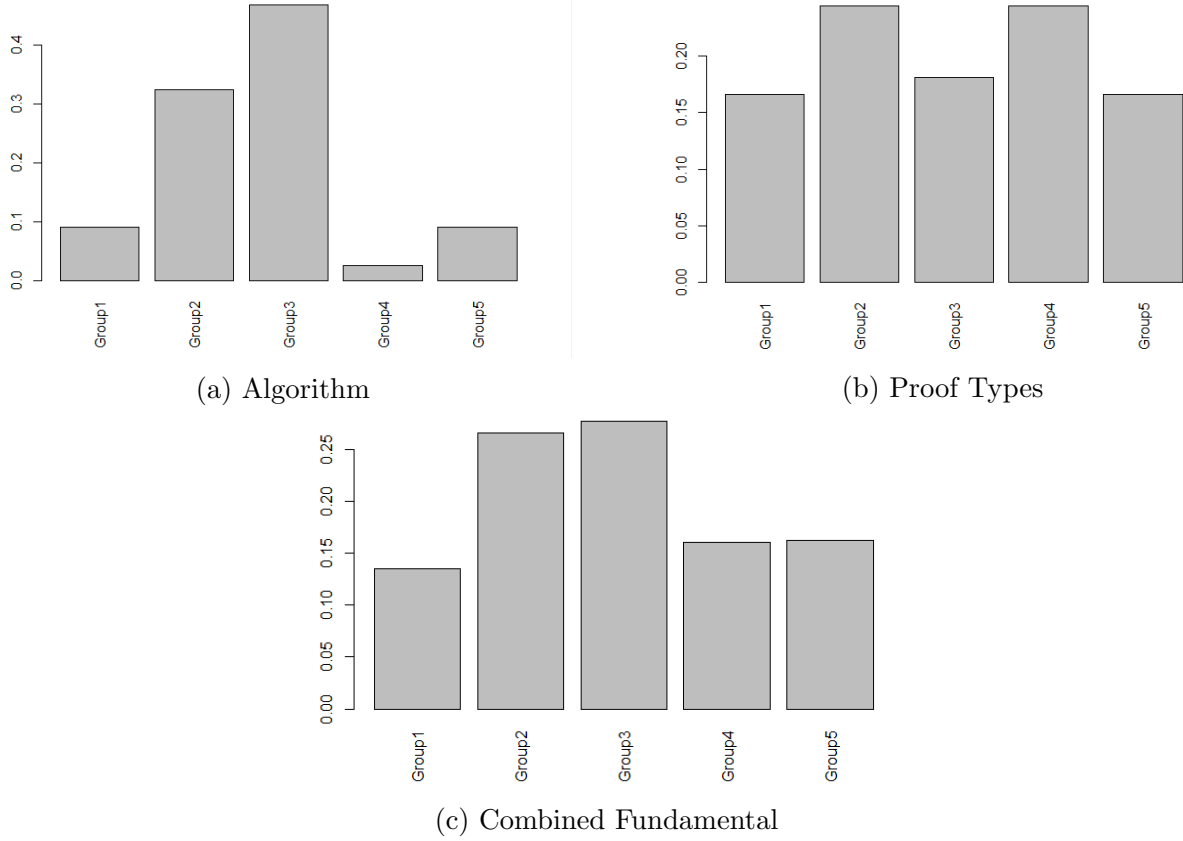 0.0
0.1
0.2
0.3
0.4
Group1
Group2
Group3
Group4
Group5
(a) Algorithm
0.00
0.05
0.10
0.15
0.20
Group1
Group2
Group3
Group4
Group5
(b) Proof Types
0.00
0.05
0.10
0.15
0.20
0.25
Group1
Group2
Group3
Group4
Group5
(c) Combined Fundamental